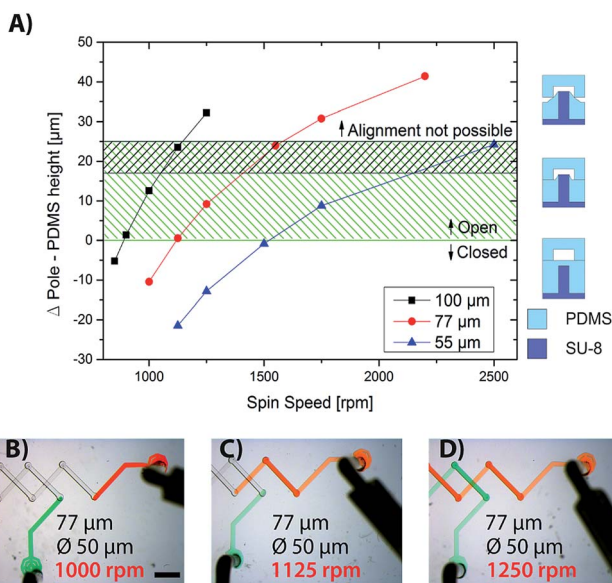 A)
Δ Pole - PDMS height [µm]
40
30
20
10
0
-10
-20
-30
Alignment not possible
Open
Closed
100 µm
77 µm
55 µm
1000
1500
2000
2500
Spin Speed [rpm]
PDMS
SU-8
B)
77 µm
Ø 50 µm
1000 rpm
C)
77 µm
Ø 50 µm
1125 rpm
D)
77 µm
Ø 50 µm
1250 rpm